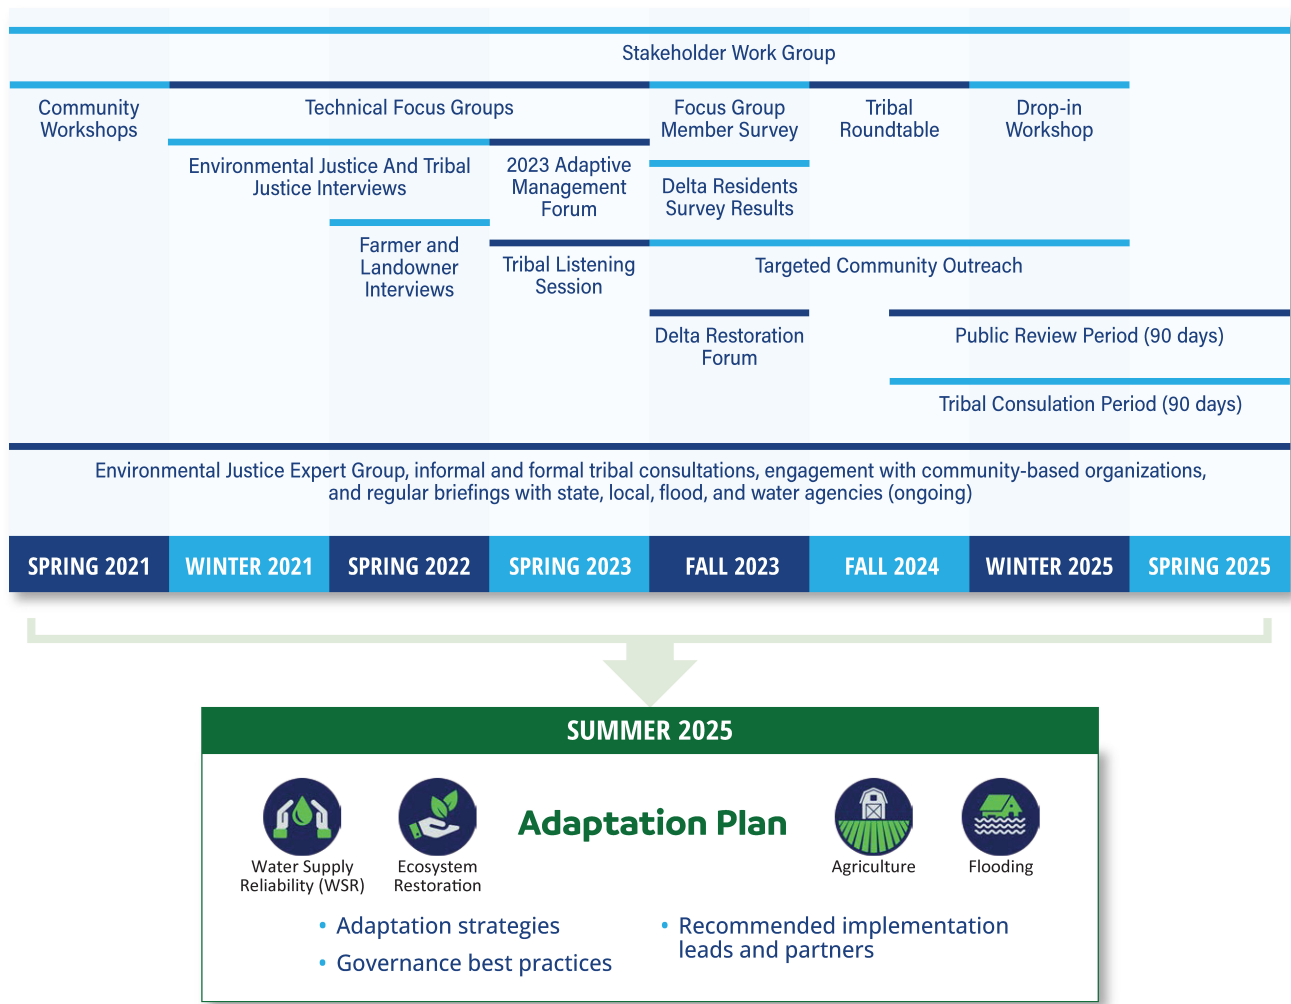 Stakeholder Work Group
Community
Workshops
Technical Focus Groups
Focus Group
Member Survey
Tribal
Roundtable
Drop-in
Workshop
Environmental Justice And Tribal
Justice Interviews
2023 Adaptive
Management
Forum
Delta Residents
Survey Results
Farmer and
Landowner
Interviews
Tribal Listening
Session
Targeted Community Outreach
Delta Restoration
Forum
Public Review Period (90 days)
Tribal Consulation Period (90 days)
Environmental Justice Expert Group, informal and formal tribal consultations, engagement with community-based organizations,
and regular briefings with state, local, flood, and water agencies (ongoing)
SPRING 2021
WINTER 2021
SPRING 2022
SPRING 2023
FALL 2023
FALL 2024
WINTER 2025
SPRING 2025
SUMMER 2025
Water Supply
Reliability (WSR)
Ecosystem
Restoration
Adaptation Plan
Agriculture
Flooding
• Adaptation strategies
• Governance best practices
• Recommended implementation
leads and partners